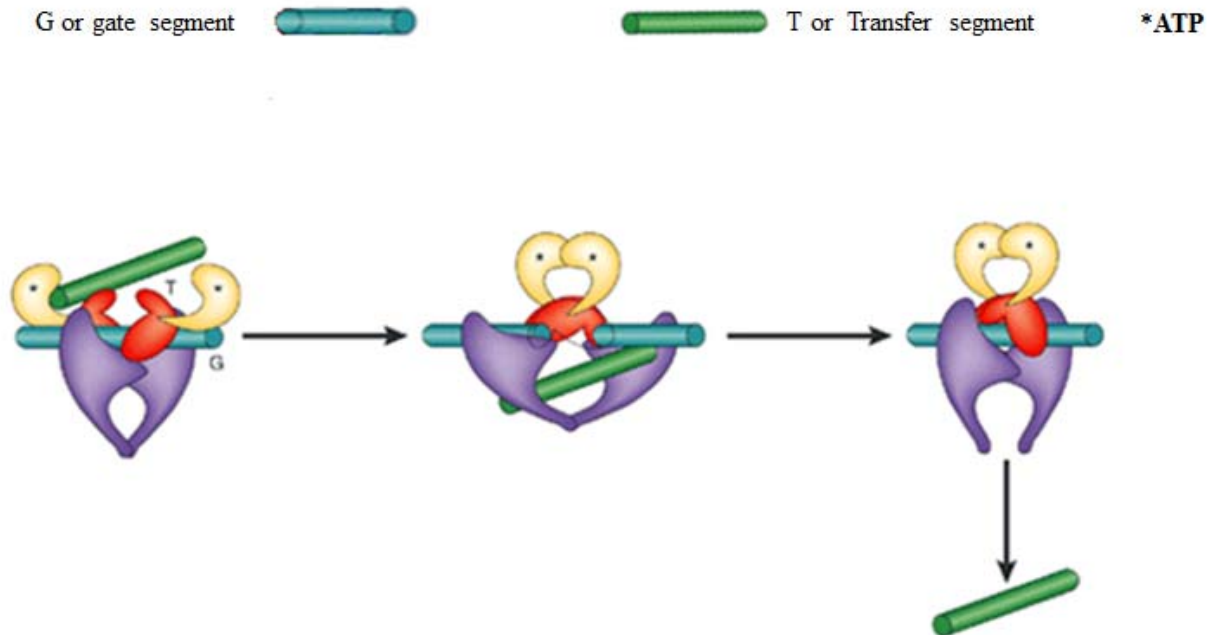 G or gate segment
T or Transfer segment
*ATP
*
T
*
G
* *
* *